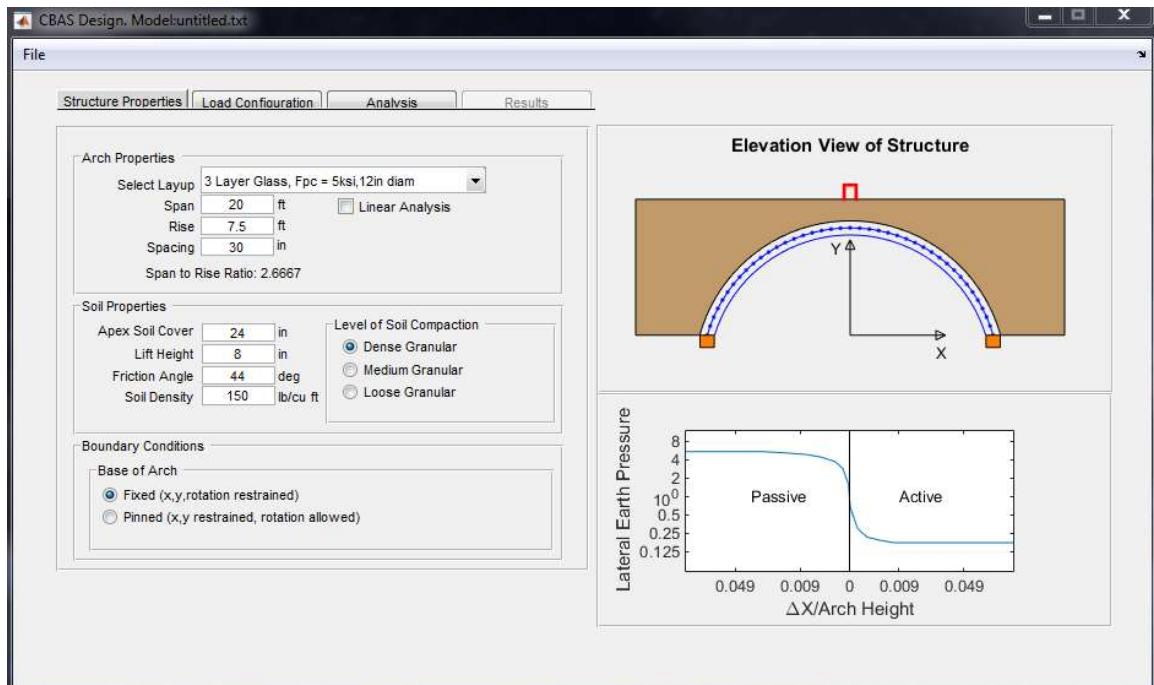 CBAS Design. Model:untitled.txt
File
Structure Properties Load Configuration Analysis Results
Arch Properties
Select Layup 3 Layer Glass, Fpc = 5ksi,12in diam
Span 20 ft Linear Analysis
Rise 7.5 ft
Spacing 30 in
Span to Rise Ratio: 2.6667
Soil Properties
Apex Soil Cover 24 in
Lift Height 8 in
Friction Angle 44 deg
Soil Density 150 lb/cu ft
Level of Soil Compaction
Dense Granular
Medium Granular
Loose Granular
Boundary Conditions
Base of Arch
Fixed (x,y,rotation restrained)
Pinned (x,y restrained, rotation allowed)
Elevation View of Structure
Y
X
Lateral Earth Pressure
8
4
2
10^0
0.5
0.25
0.125
Passive Active
0.049 0.009 0 0.009 0.049
ΔX/Arch Height